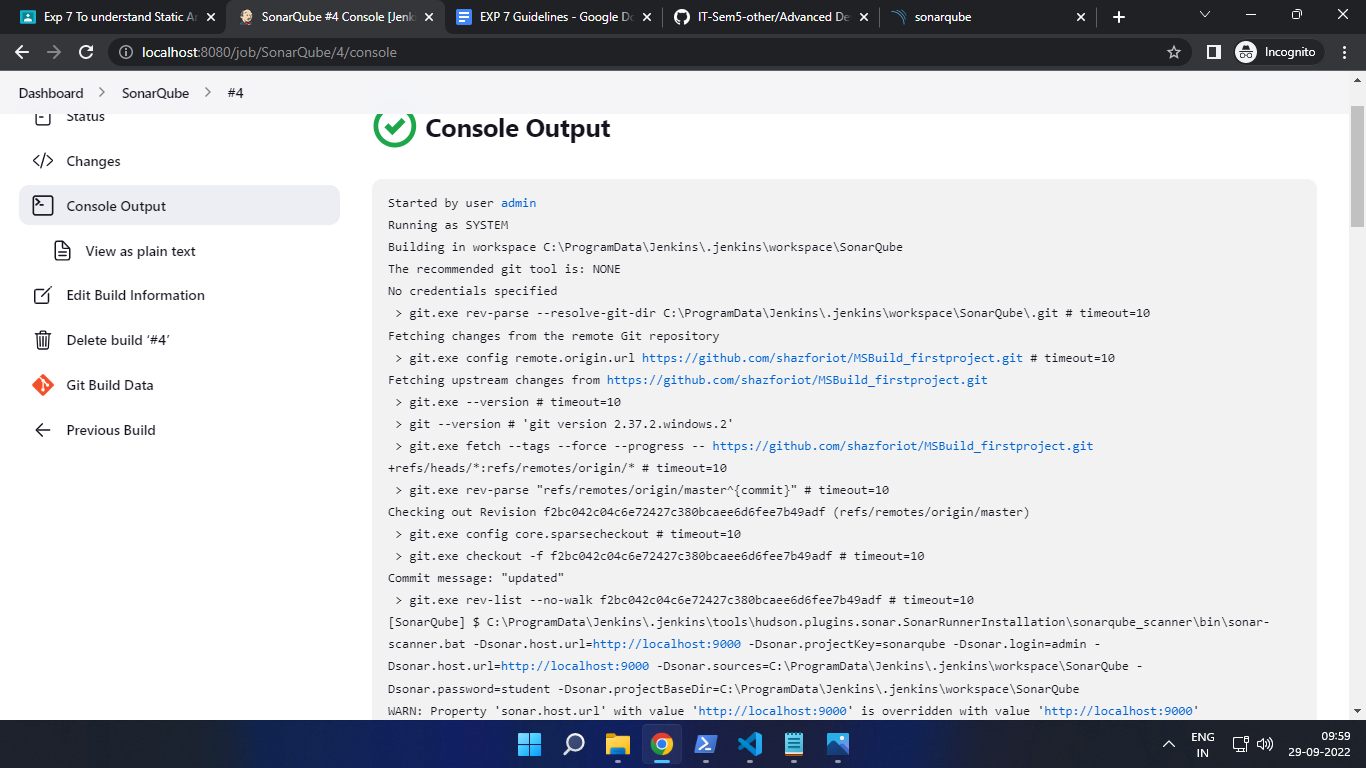 Exp 7 To understand Static A
SonarQube #4 Console [Jenk
EXP 7 Guidelines - Google Do
IT-Sem5-other/Advanced De
sonarqube
localhost:8080/job/SonarQube/4/console
Incognito
Dashboard
SonarQube
#4
Status
Changes
Console Output
View as plain text
Edit Build Information
Delete build ‘#4’
Git Build Data
Previous Build
Console Output
Started by user admin
Running as SYSTEM
Building in workspace C:\ProgramData\Jenkins\.jenkins\workspace\SonarQube
The recommended git tool is: NONE
No credentials specified
> git.exe rev-parse --resolve-git-dir C:\ProgramData\Jenkins\.jenkins\workspace\SonarQube\.git # timeout=10
Fetching changes from the remote Git repository
> git.exe config remote.origin.url https://github.com/shazforiot/MSBuild_firstproject.git # timeout=10
Fetching upstream changes from https://github.com/shazforiot/MSBuild_firstproject.git
> git.exe --version # timeout=10
> git --version # 'git version 2.37.2.windows.2'
> git.exe fetch --tags --force --progress -- https://github.com/shazforiot/MSBuild_firstproject.git
+refs/heads/*:refs/remotes/origin/* # timeout=10
> git.exe rev-parse "refs/remotes/origin/master^{commit}" # timeout=10
Checking out Revision f2bc042c04c6e72427c380bcaee6d6fee7b49adf (refs/remotes/origin/master)
> git.exe config core.sparsecheckout # timeout=10
> git.exe checkout -f f2bc042c04c6e72427c380bcaee6d6fee7b49adf # timeout=10
Commit message: "updated"
> git.exe rev-list --no-walk f2bc042c04c6e72427c380bcaee6d6fee7b49adf # timeout=10
[SonarQube] $ C:\ProgramData\Jenkins\.jenkins\tools\hudson.plugins.sonar.SonarRunnerInstallation\sonarqube_scanner\bin\sonar-
scanner.bat -Dsonar.host.url=http://localhost:9000 -Dsonar.projectKey=sonarqube -Dsonar.login=admin -
Dsonar.host.url=http://localhost:9000 -Dsonar.sources=C:\ProgramData\Jenkins\.jenkins\workspace\SonarQube -
Dsonar.password=student -Dsonar.projectBaseDir=C:\ProgramData\Jenkins\.jenkins\workspace\SonarQube
WARN: Property 'sonar.host.url' with value 'http://localhost:9000' is overridden with value 'http://localhost:9000'
ENG
IN
09:59
29-09-2022